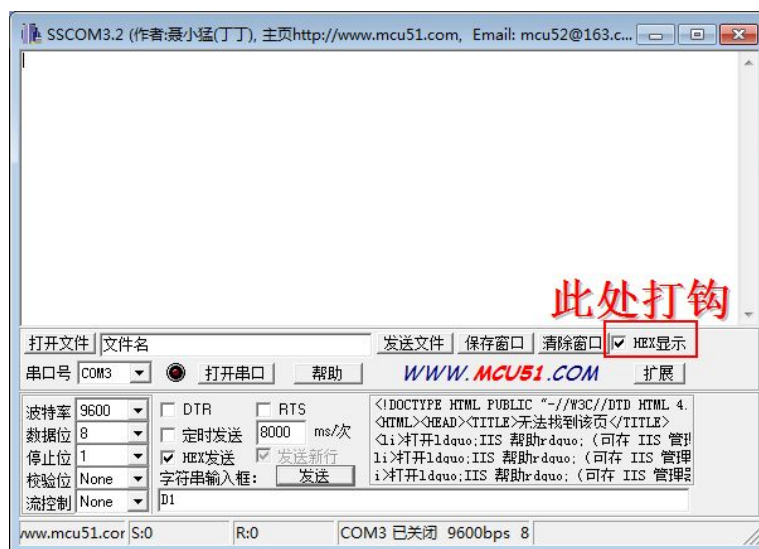 SSCOM3.2 (作者:聂小猛(丁丁), 主页http://www.mcu51.com, Email: mcu52@163.c...
此处打钩
打开文件 文件名 发送文件 保存窗口 清除窗口 HEX显示
串口号 COM3 打开串口 帮助 WWW.MCU51.COM 扩展
波特率 9600 DTR RTS
数据位 8 定时发送 8000 ms/次
停止位 1 HEX发送 发送新行
校验位 None 字符串输入框: 发送
流控制 None D1
<!DOCTYPE HTML PUBLIC "-//W3C//DTD HTML 4.
<HTML><HEAD><TITLE>无法找到该页</TITLE>
<li>打开ldquo;IIS 帮助rdquo; (可在 IIS 管理
li>打开ldquo;IIS 帮助rdquo; (可在 IIS 管理
i>打开ldquo;IIS 帮助rdquo; (可在 IIS 管理器
www.mcu51.cor S:0 R:0 COM3 已关闭 9600bps 8